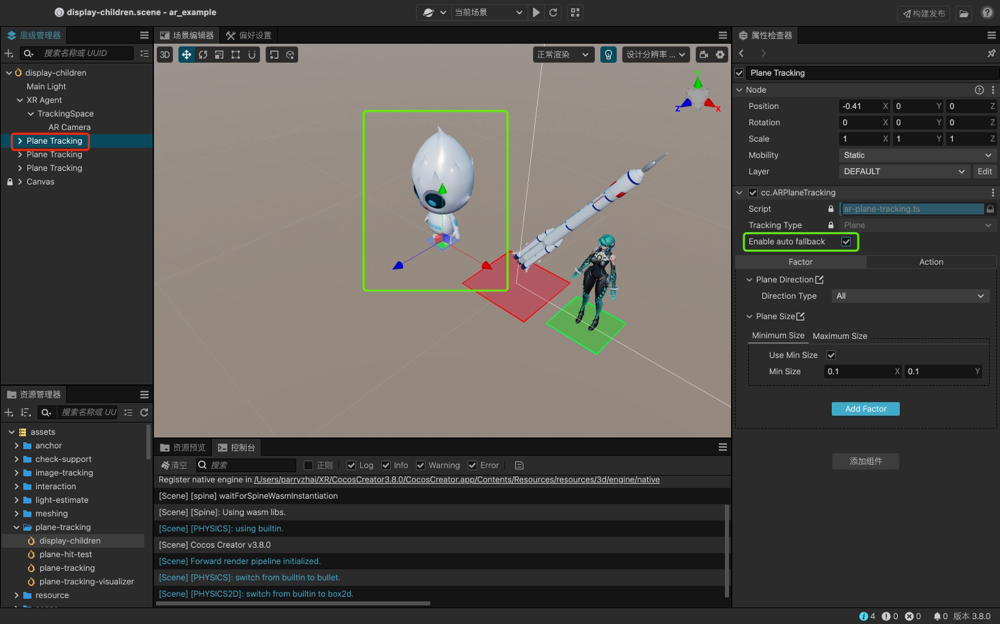 display-children.scene - ar_example
当前场景
构建发布
层级管理器
搜索名称或 UUID
display-children
Main Light
XR Agent
TrackingSpace
AR Camera
Plane Tracking
Plane Tracking
Plane Tracking
Canvas
场景编辑器
偏好设置
3D
正常渲染
设计分辨率 ...
Z
X
属性检查器
Plane Tracking
Node
Position -0.41 X 0 Y 0 Z
Rotation 0 X 0 Y 0 Z
Scale 1 X 1 Y 1 Z
Mobility Static
Layer DEFAULT Edit
cc.ARPlaneTracking
Script ar-plane-tracking.ts
Tracking Type Plane
Enable auto fallback
Factor Action
Plane Direction
Direction Type All
Plane Size
Minimum Size Maximum Size
Use Min Size
Min Size 0.1 X 0.1 Y
Add Factor
添加组件
资源管理器
搜索名称或 UU
assets
anchor
check-support
image-tracking
interaction
light-estimate
meshing
plane-tracking
display-children
plane-hit-test
plane-tracking
plane-tracking-visualizer
resource
资源预览
控制台
清空 搜索 正则 Log Info Warning Error
Register native engine in /Users/parryzhai/XR/CocosCreator3.8.0/CocosCreator.app/Contents/Resources/resources/3d/engine/native
[Scene] [spine] waitForSpineWasmInstantiation
[Scene] [Spine]: Using wasm libs.
[Scene] [PHYSICS]: using builtin.
[Scene] Cocos Creator v3.8.0
[Scene] Forward render pipeline initialized.
[Scene] [PHYSICS]: switch from builtin to bullet.
[Scene] [PHYSICS2D]: switch from builtin to box2d.
4 0 0 0 版本 3.8.0